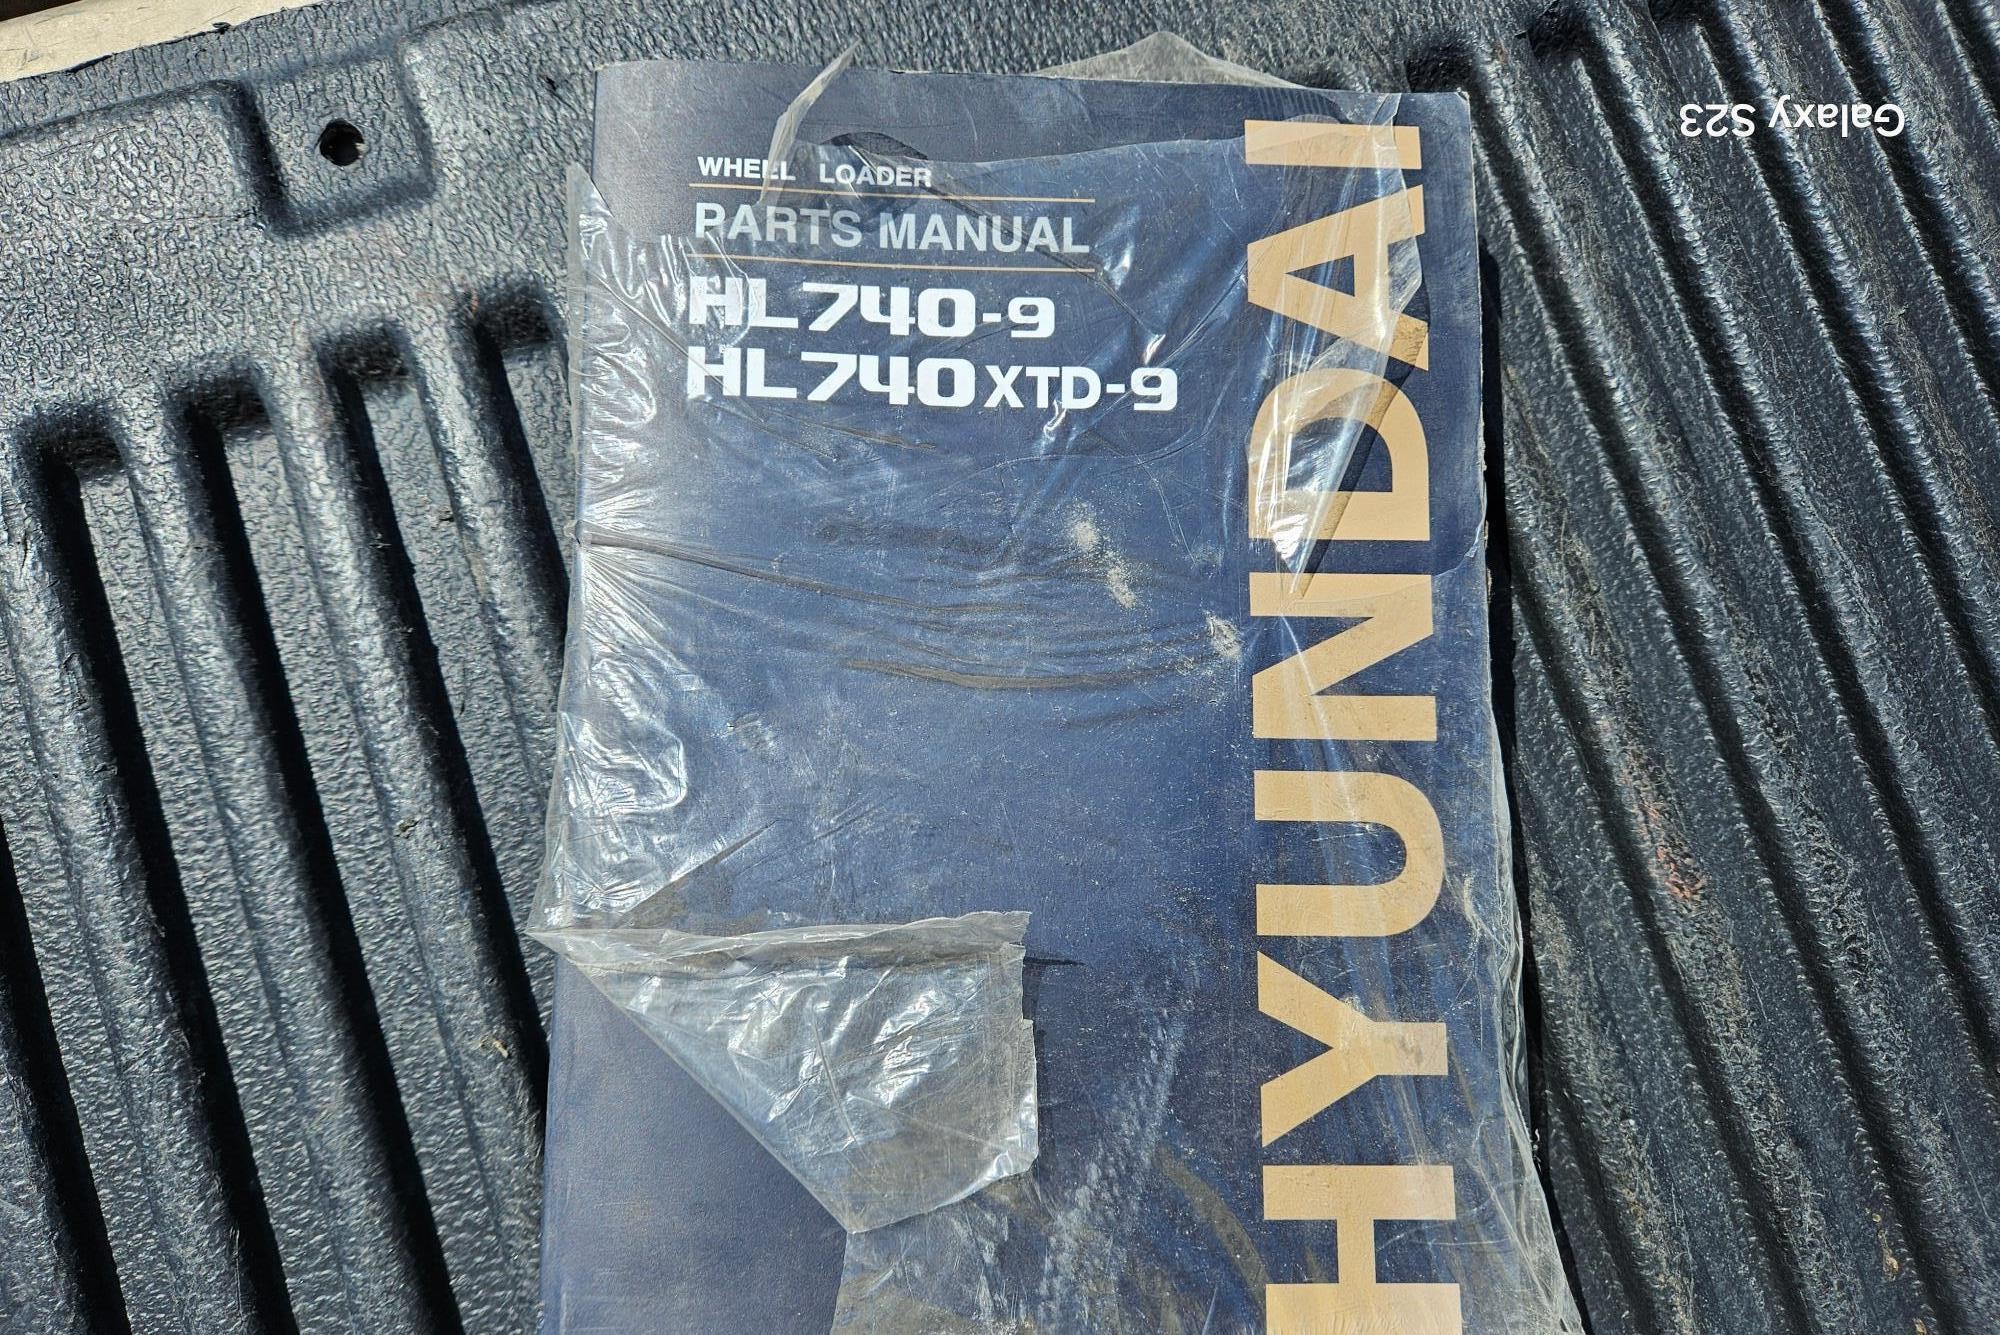 WHEEL LOADER
PARTS MANUAL
HL740-9
HL740XTD-9
HYUNDAI
Galaxy S23